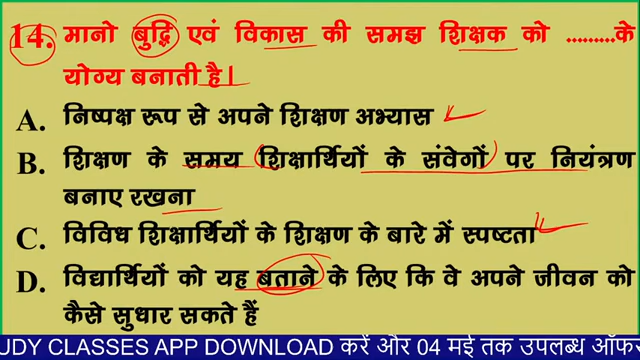 14. मानो बुद्धि एवं विकास की समझ शिक्षक को .........के
योग्य बनाती है।
A. निष्पक्ष रूप से अपने शिक्षण अभ्यास
B. शिक्षण के समय शिक्षार्थियों के संवेगों पर नियंत्रण
बनाए रखना
C. विविध शिक्षार्थियों के शिक्षण के बारे में स्पष्टता
D. विद्यार्थियों को यह बताने के लिए कि वे अपने जीवन को
कैसे सुधार सकते हैं
UDY CLASSES APP DOWNLOAD करें और 04 मई तक उपलब्ध ऑफर